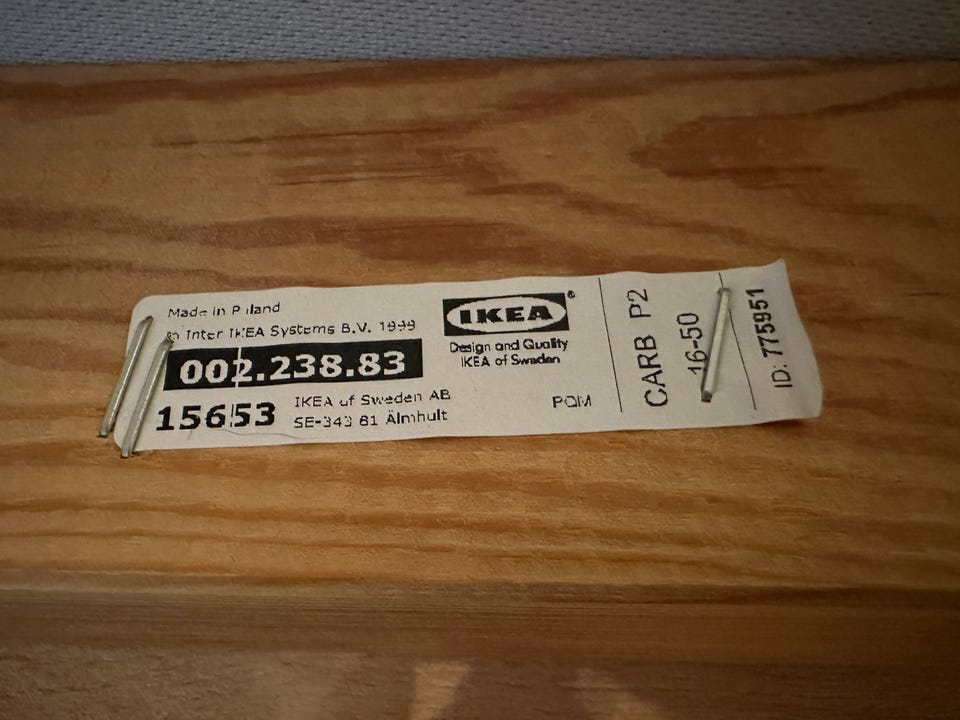 Made in Poland
© Inter IKEA Systems B.V. 1999
002.238.83
15653
IKEA of Sweden AB
SE-343 81 Älmhult
IKEA®
Design and Quality
IKEA of Sweden
CARB P2
16-50
ID: 775951